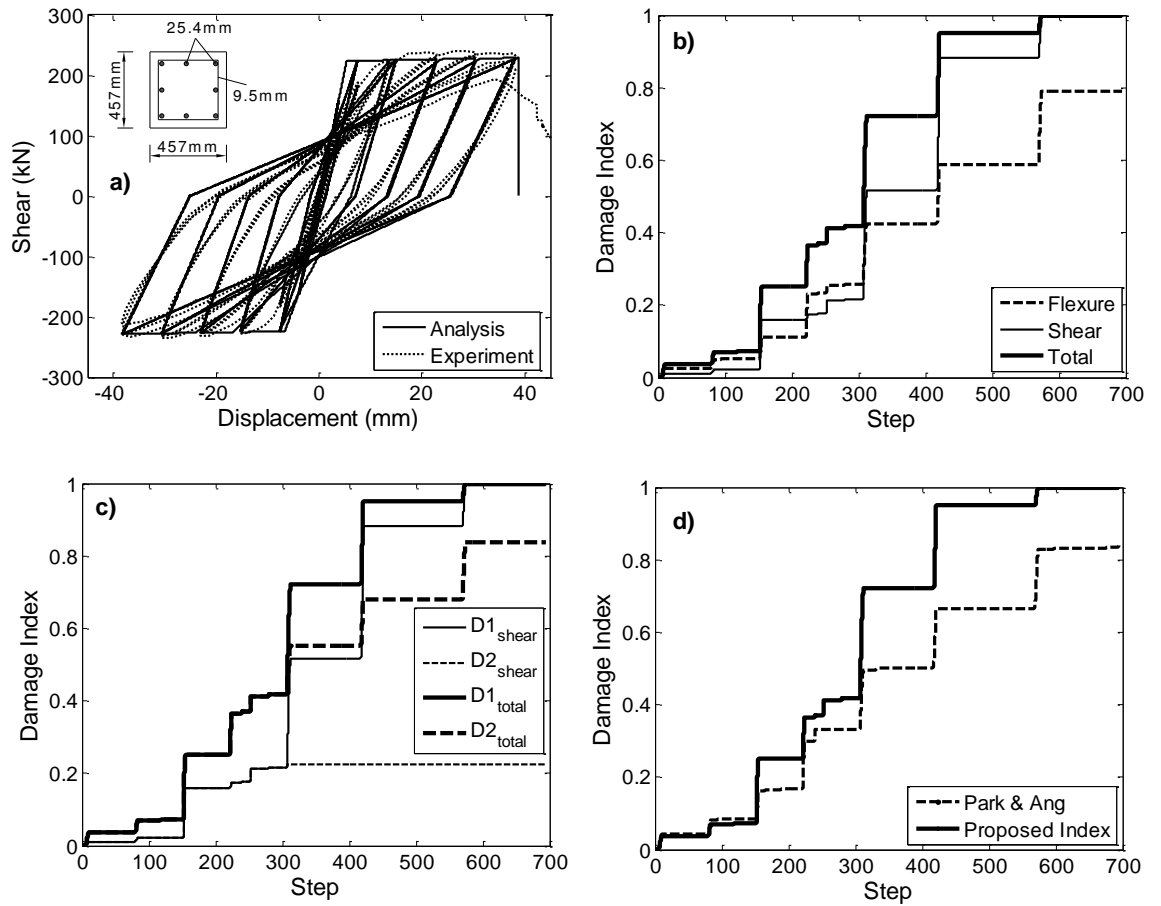 a)
Shear (kN)
300
200
100
0
-100
-200
-300
25.4mm
9.5mm
457mm
457mm
Analysis
Experiment
-40 -20 0 20 40
Displacement (mm)
b)
Damage Index
1
0.8
0.6
0.4
0.2
0
Flexure
Shear
Total
0 100 200 300 400 500 600 700
Step
c)
Damage Index
1
0.8
0.6
0.4
0.2
0
D1shear
D2shear
D1total
D2total
0 100 200 300 400 500 600 700
Step
d)
Damage Index
1
0.8
0.6
0.4
0.2
0
Park & Ang
Proposed Index
0 100 200 300 400 500 600 700
Step